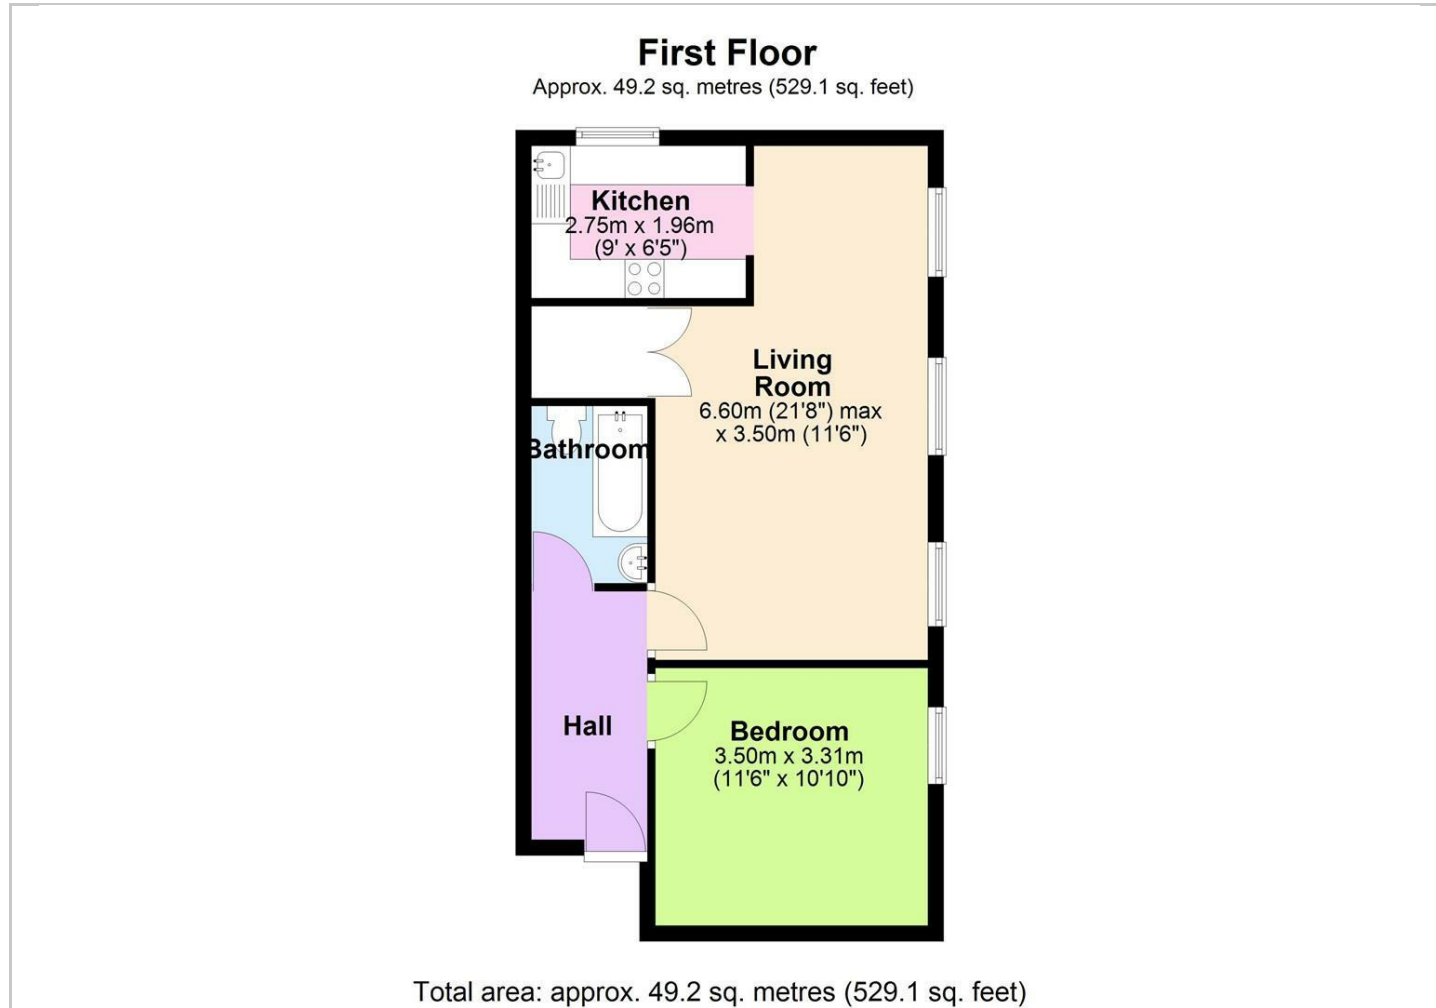 First Floor
Approx. 49.2 sq. metres (529.1 sq. feet)
Kitchen
2.75m x 1.96m
(9' x 6'5")
Living
Room
6.60m (21'8") max
x 3.50m (11'6")
Bathroom
Hall
Bedroom
3.50m x 3.31m
(11'6" x 10'10")
Total area: approx. 49.2 sq. metres (529.1 sq. feet)